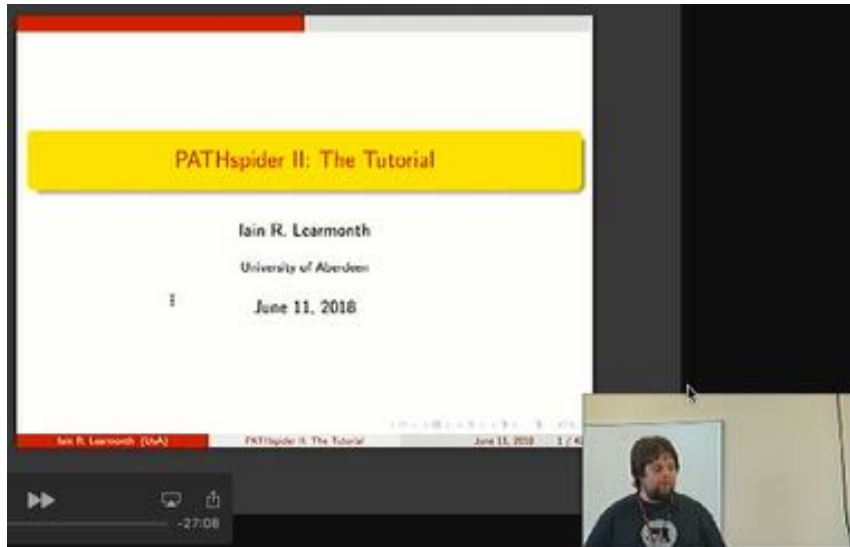 PATHspider II: The Tutorial
Iain R. Learmonth
University of Aberdeen
June 11, 2018
Iain R. Learmonth (UoA) PATHspider II: The Tutorial June 11, 2018 1 /
-27:08